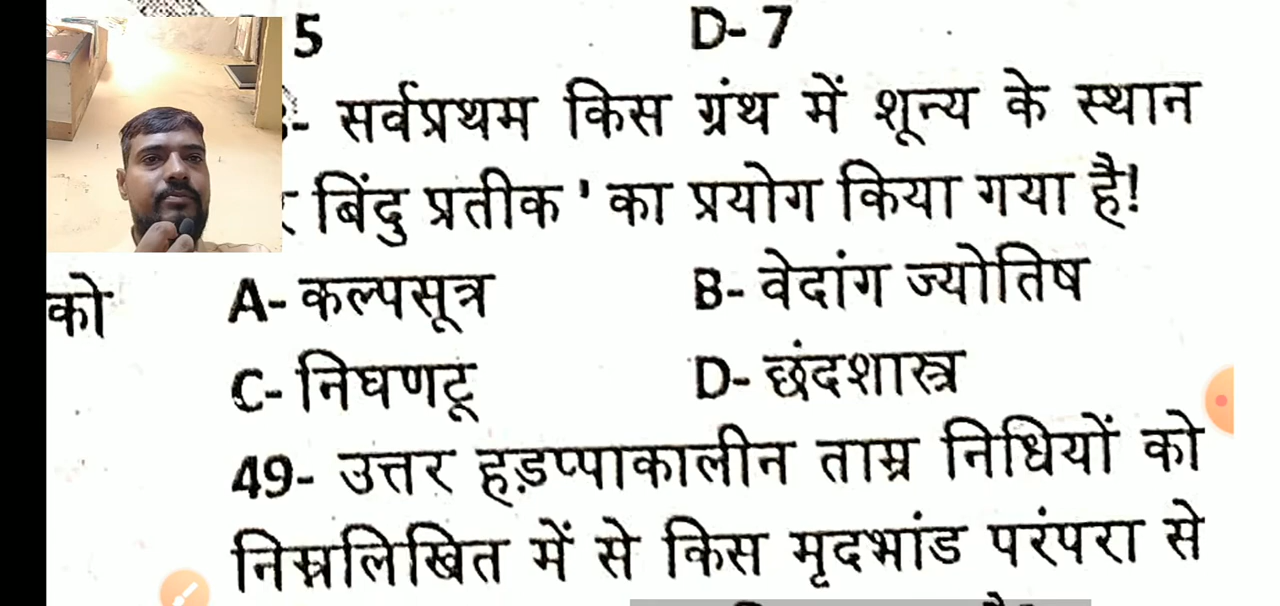 5 D- 7
- सर्वप्रथम किस ग्रंथ में शून्य के स्थान
बिंदु प्रतीक ' का प्रयोग किया गया है!
को A- कल्पसूत्र B- वेदांग ज्योतिष
C- निघणटू D- छंदशास्त्र
49- उत्तर हड़प्पाकालीन ताम्र निधियों को
निम्नलिखित में से किस मृदभांड परंपरा से